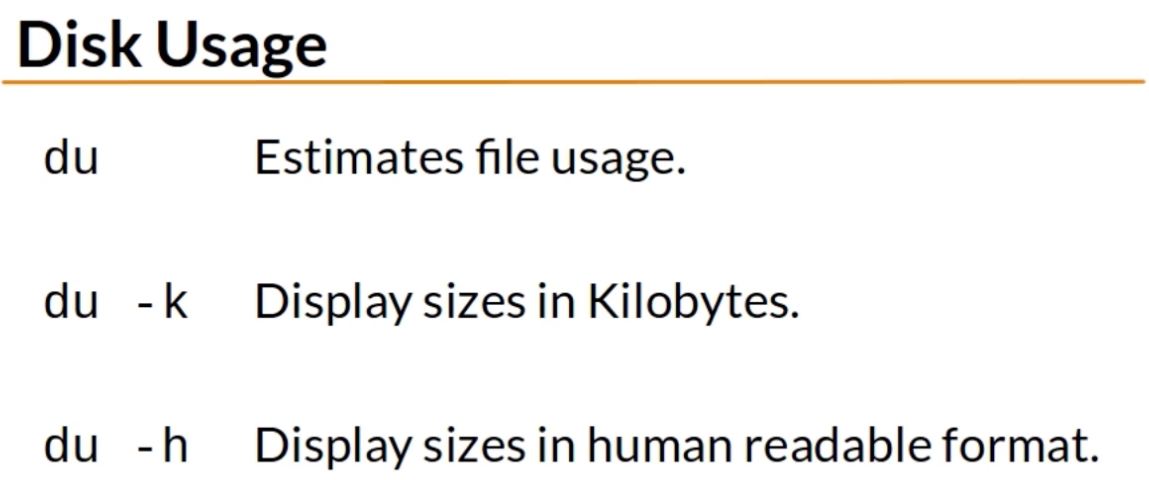 Disk Usage
du Estimates file usage.
du -k Display sizes in Kilobytes.
du -h Display sizes in human readable format.